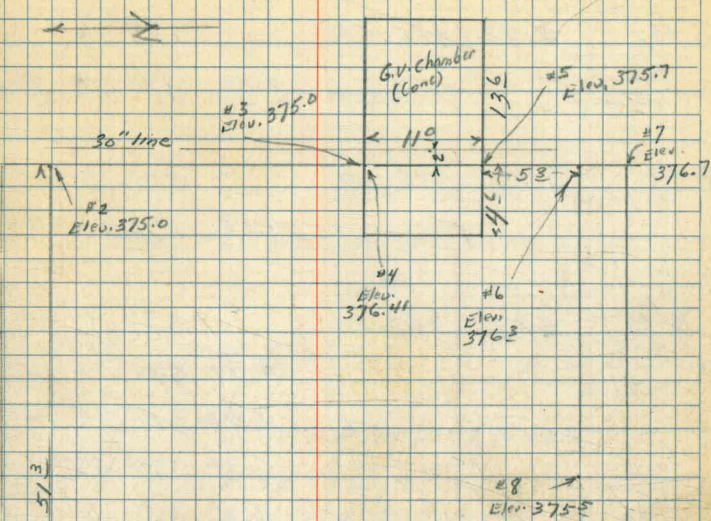 G.V. Chamber
(Conc)
#3
Elev. 375.0
13 6
#5
Elev. 375.7
30" line
11 0
#7
Elev.
376.7
5 3
#2
Elev. 375.0
#4
Elev.
376.41
#6
Elev.
376 3
51 3
#8
Elev. 375 5